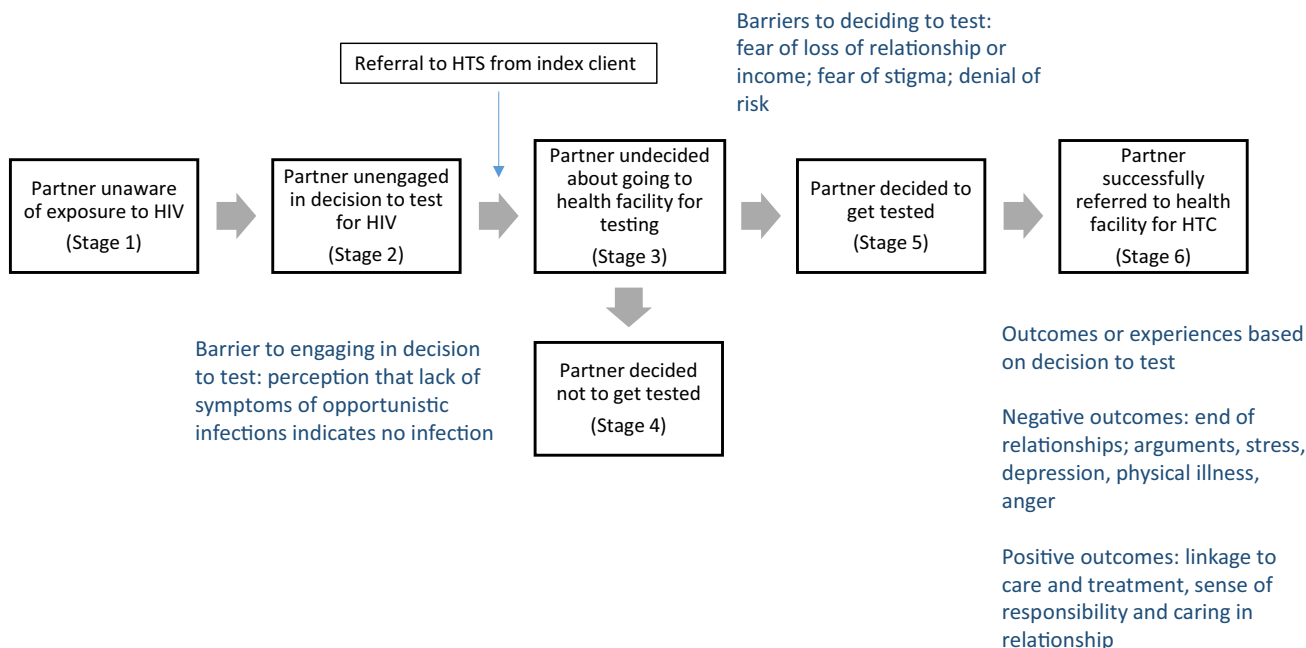 Barriers to deciding to test:
fear of loss of relationship or
income; fear of stigma; denial of
risk
Referral to HTS from index client
Partner unaware
of exposure to HIV
(Stage 1)
Partner unengaged
in decision to test
for HIV
(Stage 2)
Partner undecided
about going to
health facility for
testing
(Stage 3)
Partner decided to
get tested
(Stage 5)
Partner
successfully
referred to health
facility for HTC
(Stage 6)
Barrier to engaging in decision
to test: perception that lack of
symptoms of opportunistic
infections indicates no infection
Partner decided
not to get tested
(Stage 4)
Outcomes or experiences based
on decision to test
Negative outcomes: end of
relationships; arguments, stress,
depression, physical illness,
anger
Positive outcomes: linkage to
care and treatment, sense of
responsibility and caring in
relationship